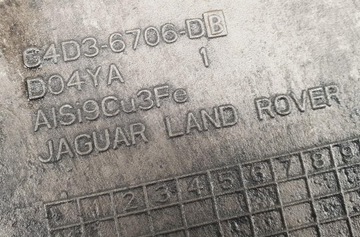 G4D3-6706-DB
D04YA 1
AlSi9Cu3Fe
JAGUAR LAND ROVER
1 2 3 4 5 6 7 8 9